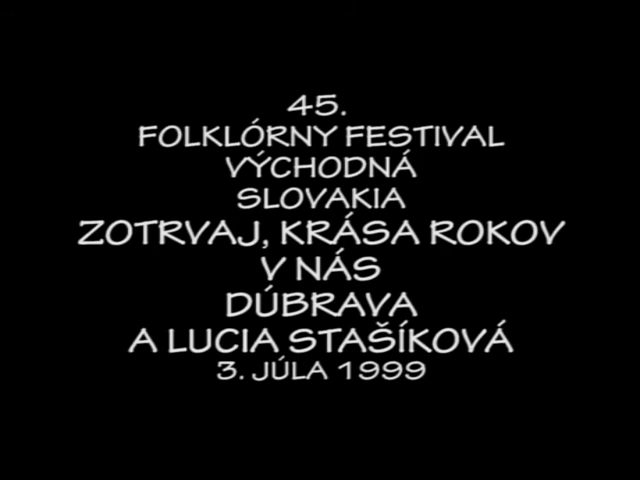 45.
FOLKLÓRNY FESTIVAL
VÝCHODNÁ
SLOVAKIA
ZOTRVAJ, KRÁSA ROKOV
V NÁS
DÚBRAVA
A LUCIA STAŠÍKOVÁ
3. JÚLA 1999